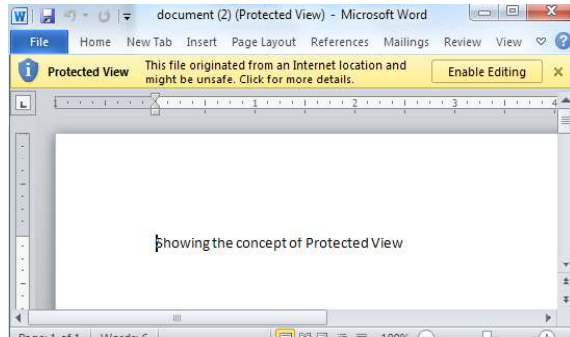 document (2) (Protected View) - Microsoft Word
File Home New Tab Insert Page Layout References Mailings Review View
Protected View This file originated from an Internet location and might be unsafe. Click for more details. Enable Editing
1 2 3 4
Showing the concept of Protected View
Page: 1 of 1 Words: 6 100%